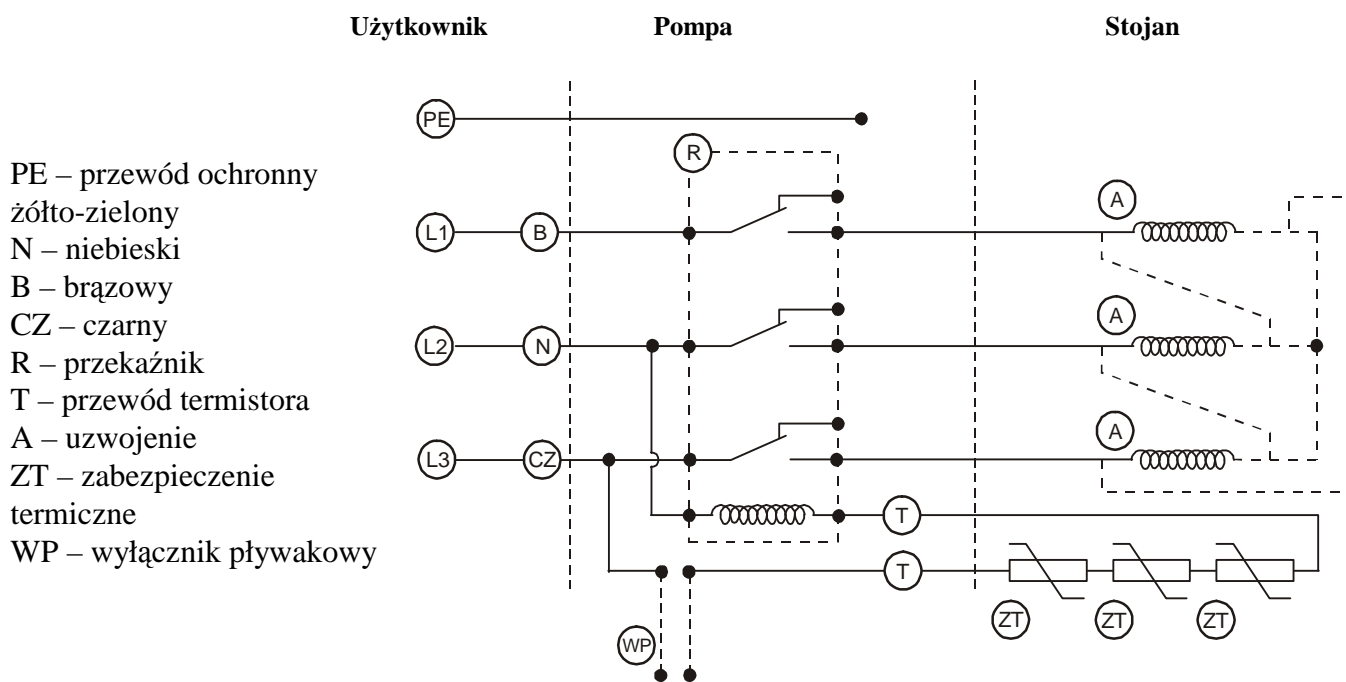 Użytkownik Pompa Stojan
PE
R
PE – przewód ochronny
żółto-zielony
N – niebieski
B – brązowy
CZ – czarny
R – przekaźnik
T – przewód termistora
A – uzwojenie
ZT – zabezpieczenie
termiczne
WP – wyłącznik pływakowy
A
L1 B
A
L2 N
A
L3 CZ
T
T
ZT ZT ZT
WP